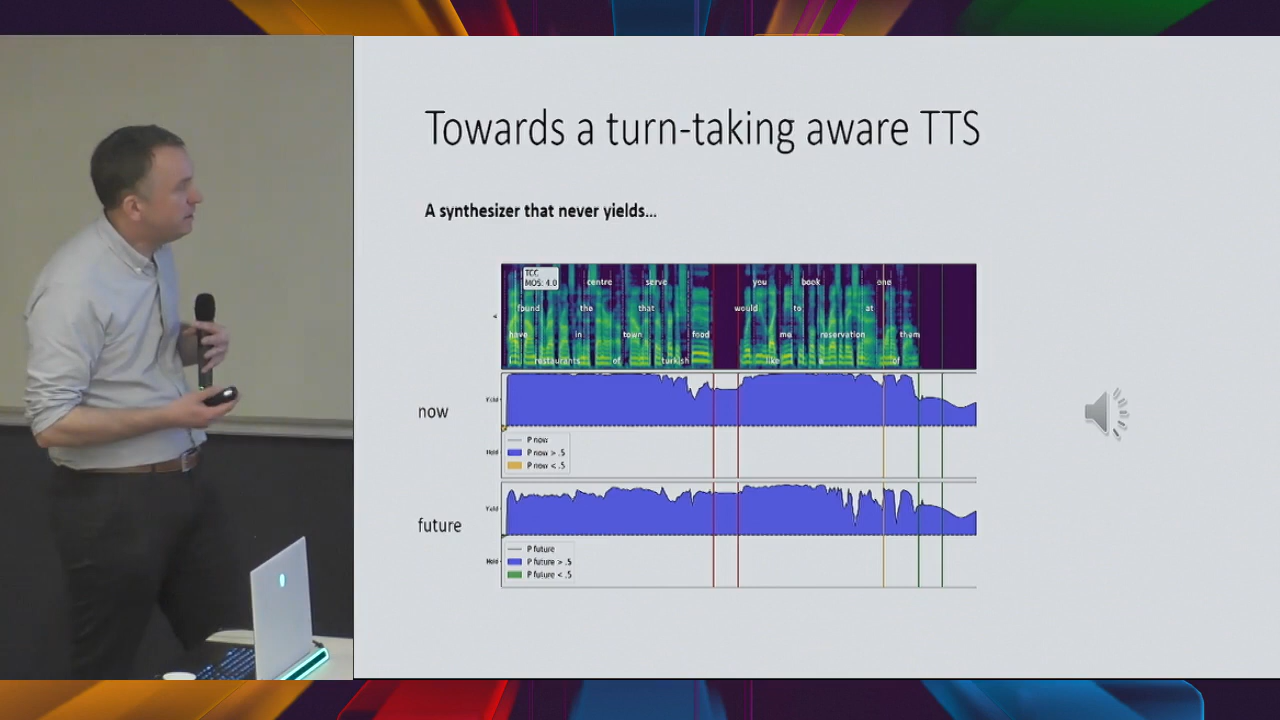 Towards a turn-taking aware TTS
A synthesizer that never yields...
TCC
MOS: 4.0
centre serve you book one
found the that would to at
have in town food me reservation them
I restaurants of turkish like a of
now
Yield
Hold
P now
P now > .5
P now < .5
future
Yield
Hold
P future
P future > .5
P future < .5